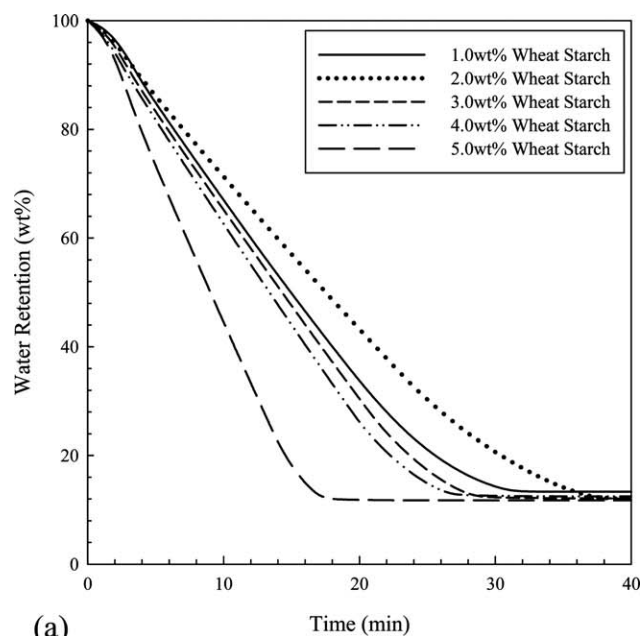 100
80
60
40
20
0
Water Retention (wt%)
1.0wt% Wheat Starch
2.0wt% Wheat Starch
3.0wt% Wheat Starch
4.0wt% Wheat Starch
5.0wt% Wheat Starch
0 10 20 30 40
(a) Time (min)